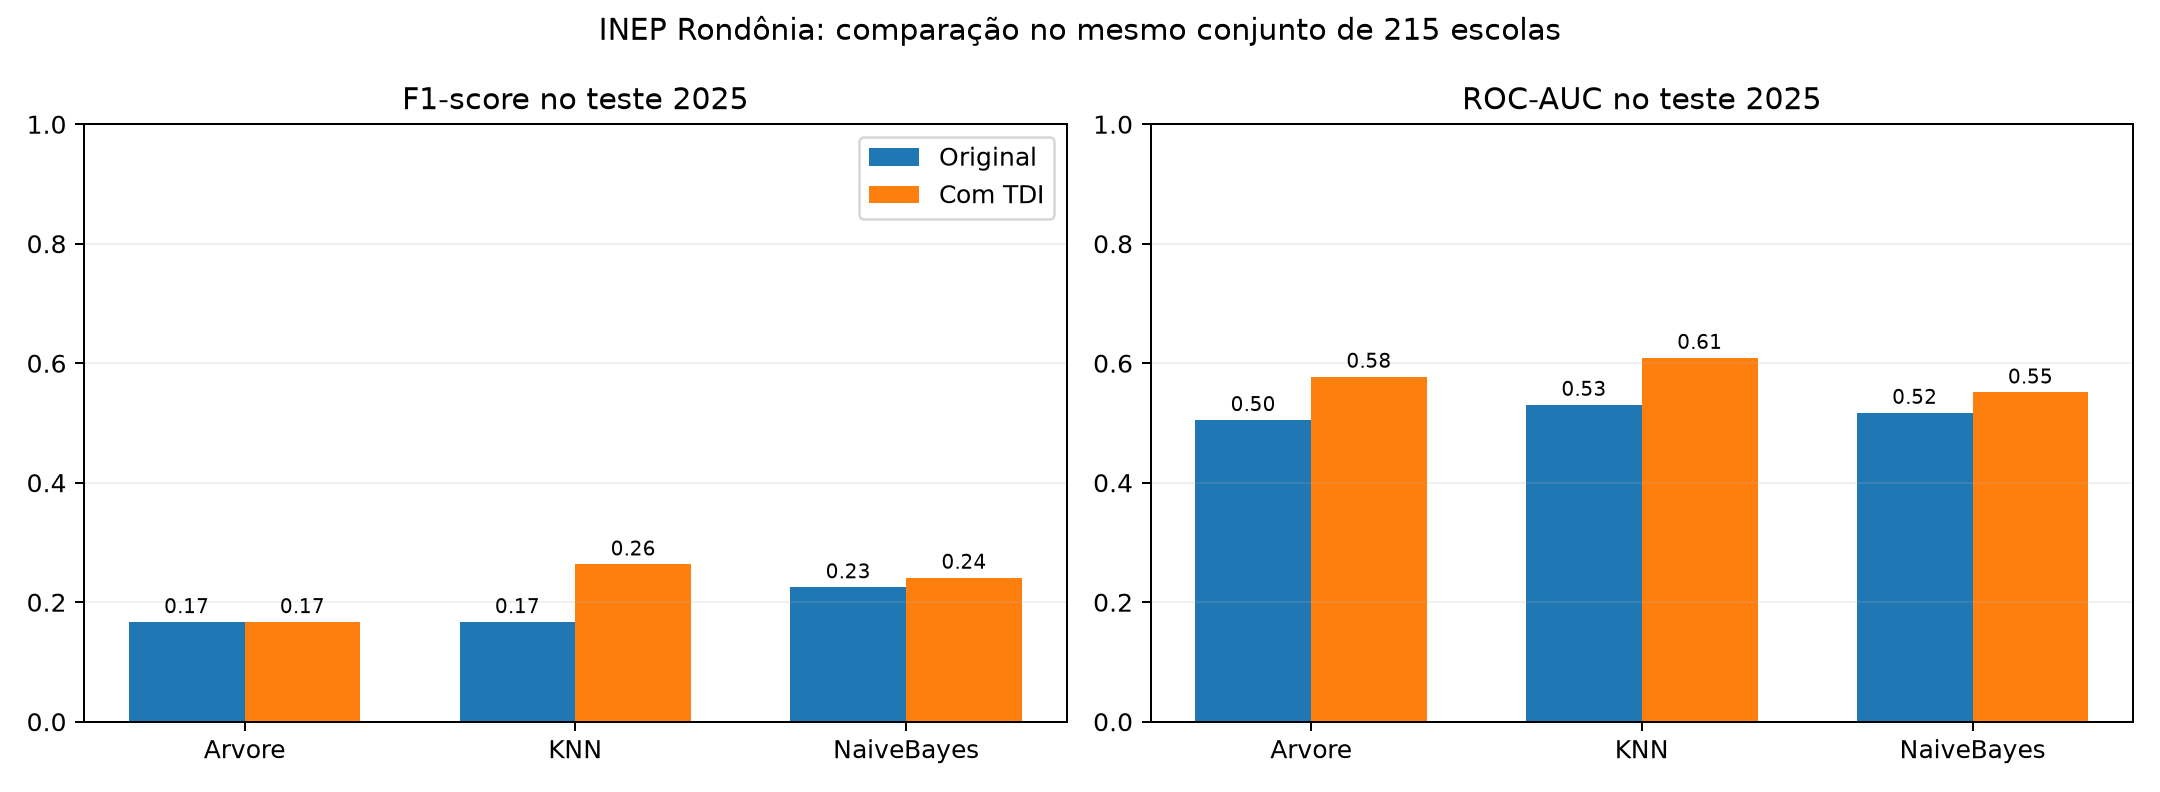 INEP Rondônia: comparação no mesmo conjunto de 215 escolas
F1-score no teste 2025
1.0
0.8
0.6
0.4
0.2
0.0
Original
Com TDI
0.17
0.17
0.17
0.26
0.23
0.24
Arvore
KNN
NaiveBayes
ROC-AUC no teste 2025
1.0
0.8
0.6
0.4
0.2
0.0
0.50
0.58
0.53
0.61
0.52
0.55
Arvore
KNN
NaiveBayes